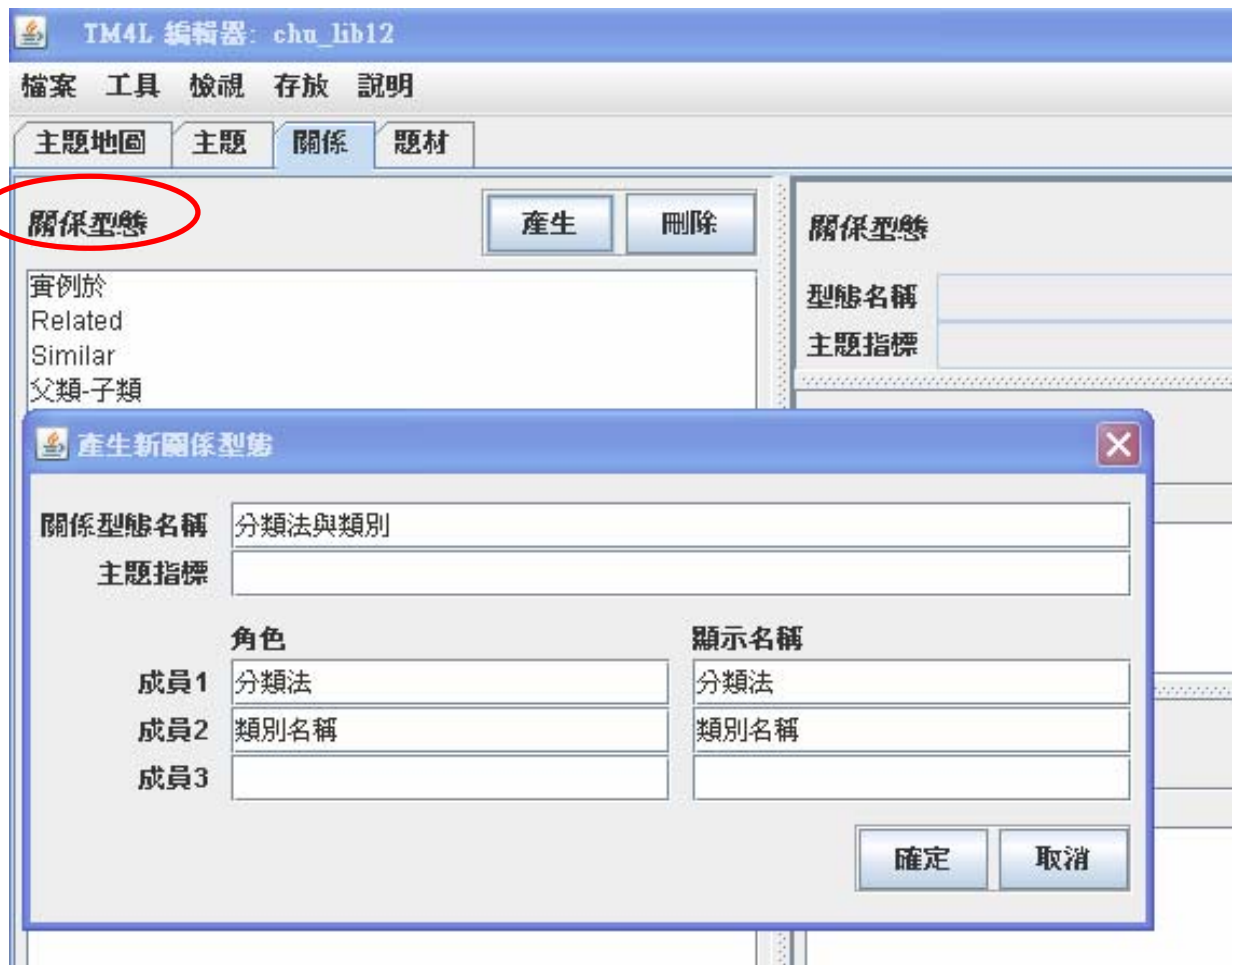 TM4L 編輯器: chu_lib12
檔案 工具 檢視 存放 說明
主題地圖 主題 關係 題材
關係型態 產生 刪除
實例於
Related
Similar
父類-子類
關係型態
型態名稱
主題指標
產生新關係型態
關係型態名稱 分類法與類別
主題指標
角色 顯示名稱
成員1 分類法 分類法
成員2 類別名稱 類別名稱
成員3
確定 取消